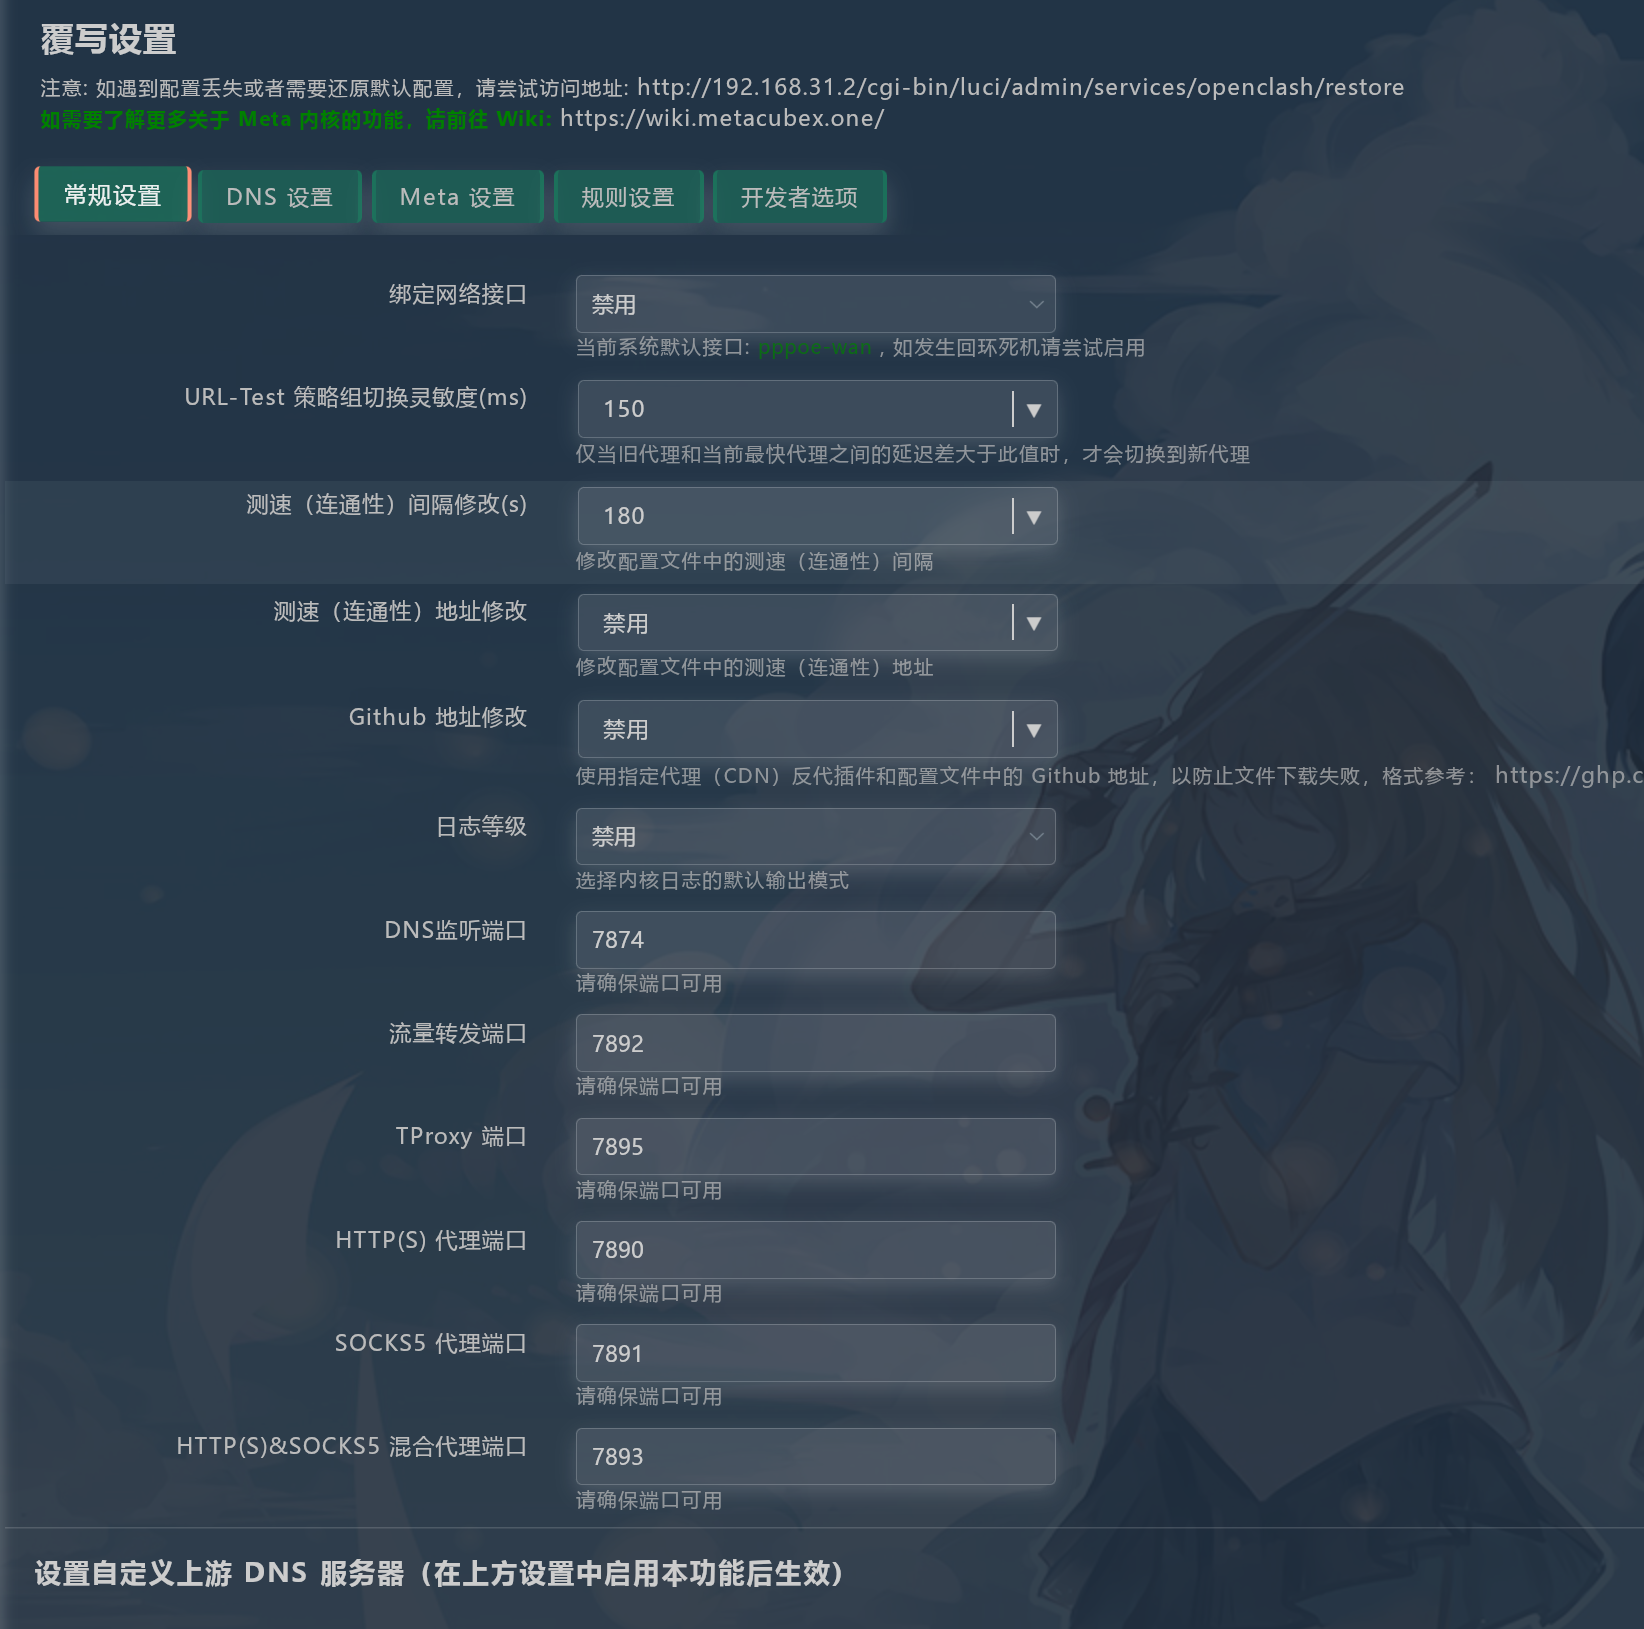 覆写设置
注意: 如遇到配置丢失或者需要还原默认配置，请尝试访问地址: http://192.168.31.2/cgi-bin/luci/admin/services/openclash/restore
如需要了解更多关于 Meta 内核的功能，请前往 Wiki: https://wiki.metacubex.one/
常规设置 DNS 设置 Meta 设置 规则设置 开发者选项
绑定网络接口 禁用
当前系统默认接口: pppoe-wan , 如发生回环死机请尝试启用
URL-Test 策略组切换灵敏度(ms) 150 ▼
仅当旧代理和当前最快代理之间的延迟差大于此值时，才会切换到新代理
测速（连通性）间隔修改(s) 180 ▼
修改配置文件中的测速（连通性）间隔
测速（连通性）地址修改 禁用 ▼
修改配置文件中的测速（连通性）地址
Github 地址修改 禁用 ▼
使用指定代理（CDN）反代插件和配置文件中的 Github 地址，以防止文件下载失败，格式参考： https://ghp.c
日志等级 禁用
选择内核日志的默认输出模式
DNS监听端口 7874
请确保端口可用
流量转发端口 7892
请确保端口可用
TProxy 端口 7895
请确保端口可用
HTTP(S) 代理端口 7890
请确保端口可用
SOCKS5 代理端口 7891
请确保端口可用
HTTP(S)&SOCKS5 混合代理端口 7893
请确保端口可用
设置自定义上游 DNS 服务器（在上方设置中启用本功能后生效）